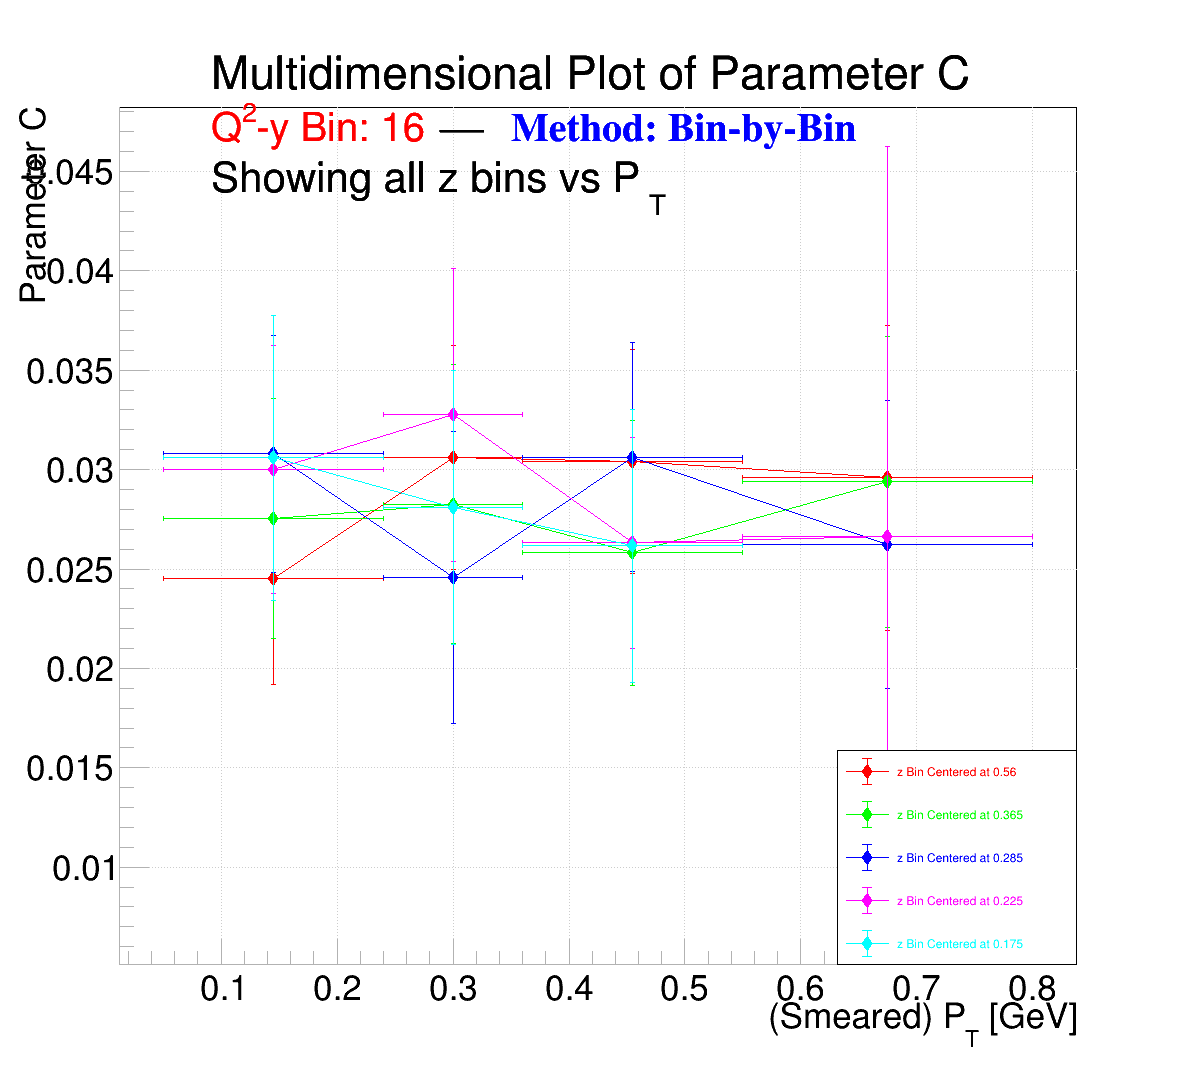 Multidimensional Plot of Parameter C
Q²-y Bin: 16 — Method: Bin-by-Bin
Showing all z bins vs P_T
Parameter C
0.045
0.04
0.035
0.03
0.025
0.02
0.015
0.01
z Bin Centered at 0.56
z Bin Centered at 0.365
z Bin Centered at 0.285
z Bin Centered at 0.225
z Bin Centered at 0.175
0.1 0.2 0.3 0.4 0.5 0.6 0.7 0.8
(Smeared) P_T [GeV]